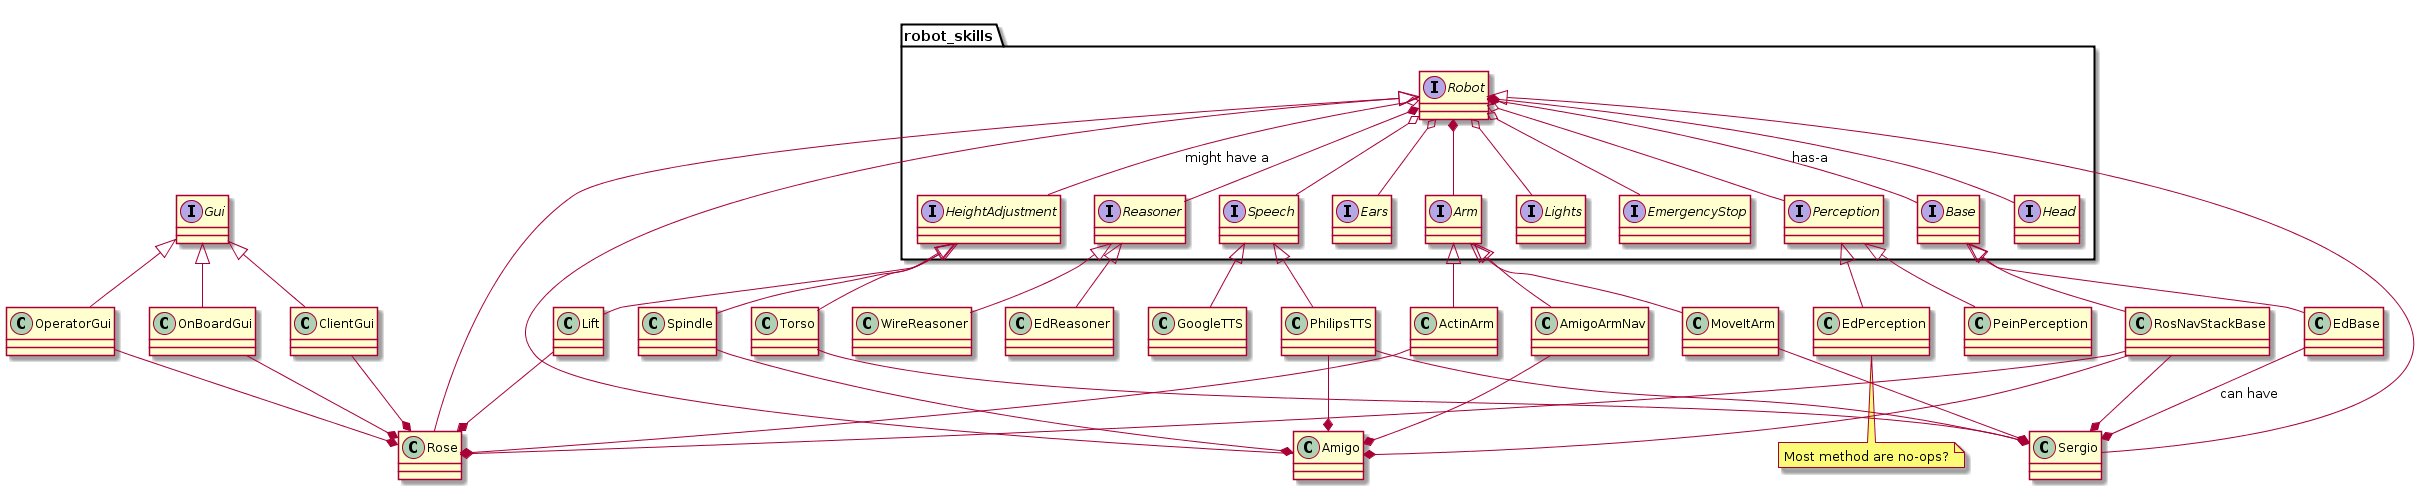 robot_skills
I Robot
might have a
has-a
I Gui
I HeightAdjustment
I Reasoner
I Speech
I Ears
I Arm
I Lights
I EmergencyStop
I Perception
I Base
I Head
C OperatorGui
C OnBoardGui
C ClientGui
C Lift
C Spindle
C Torso
C WireReasoner
C EdReasoner
C GoogleTTS
C PhilipsTTS
C ActinArm
C AmigoArmNav
C MoveItArm
C EdPerception
C PeinPerception
C RosNavStackBase
C EdBase
can have
C Rose
C Amigo
Most method are no-ops?
C Sergio